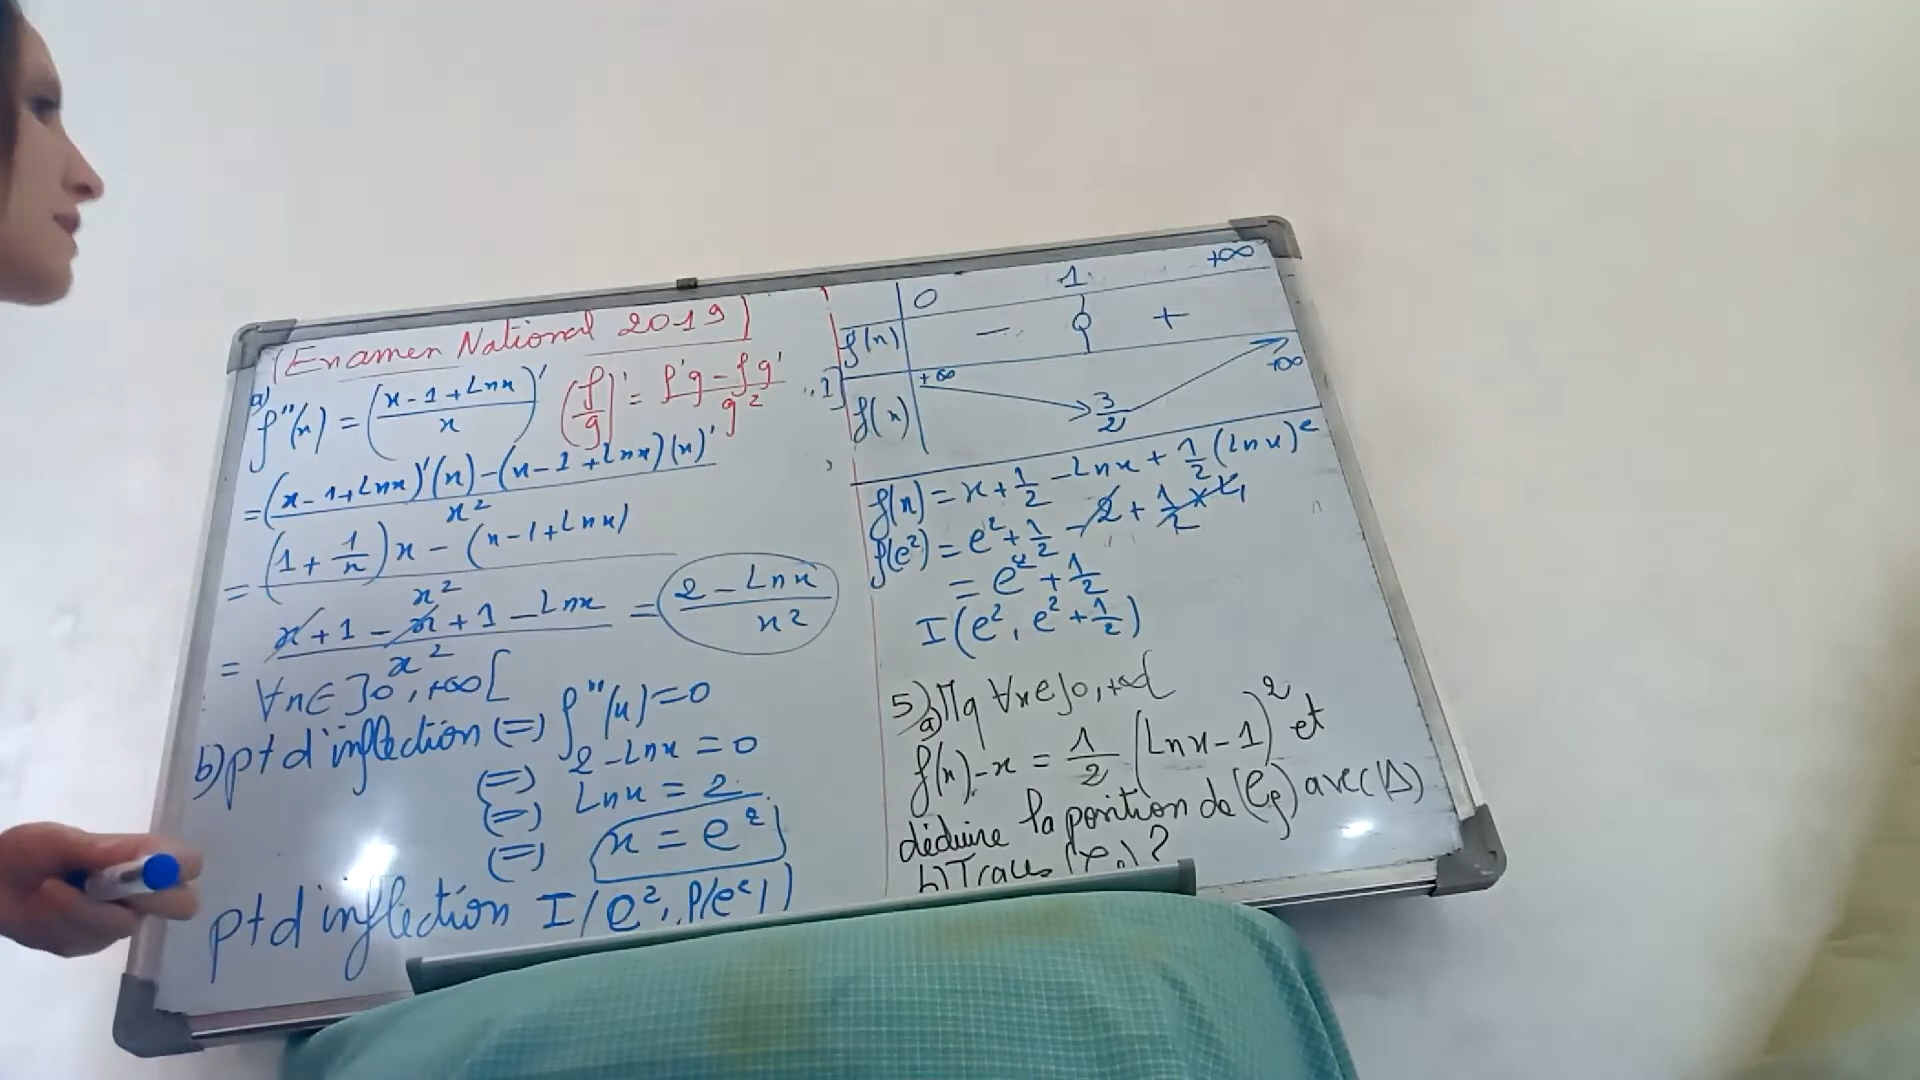 [Examen National 2019]
a) f''(x) = ((x-1+Lnx)/x)' (f/g)' = (f'g-fg')/g²
= ((x-1+Lnx)'(x)-(x-1+Lnx)(x)')/x²
= ((1+1/x)x-(x-1+Lnx))/x²
= (x+1-x+1-Lnx)/x² = (2-Lnx)/x²
∀x∈]0,+∞[
b) pt d'inflection (=) f''(x)=0
(=) 2-Lnx=0
(=) Lnx=2
(=) x=e²
pt d'inflection I(e², f(e²))
0 1 +∞
f'(x) - 0 +
f(x) +∞ 3/2 +∞
f(x) = x+1/2-Lnx+1/2(Lnx)²
f(e²) = e²+1/2-2+1/2×4
= e²+1/2
I(e², e²+1/2)
5) a) Mq ∀x∈]0,+∞[
f(x)-x = 1/2(Lnx-1)² et
déduire la position de (Cf) avec (Δ)
b) Traces (Cf)?